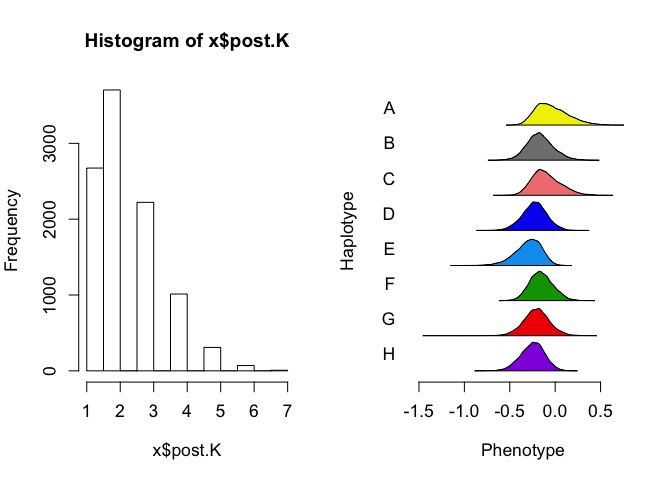 Histogram of x$post.K
Frequency
0
1000
2000
3000
1 2 3 4 5 6 7
x$post.K
Haplotype
A
B
C
D
E
F
G
H
-1.5 -1.0 -0.5 0.0 0.5
Phenotype